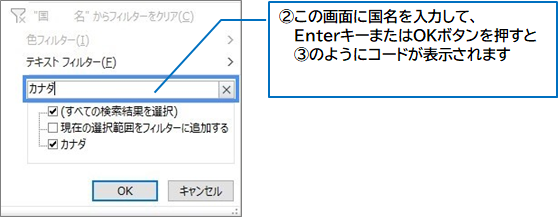 "国　　名" からフィルターをクリア(C)
色フィルター(I)
テキスト フィルター(F)
カナダ
(すべての検索結果を選択)
現在の選択範囲をフィルターに追加する
カナダ
OK
キャンセル
②この画面に国名を入力して、
EnterキーまたはOKボタンを押すと
③のようにコードが表示されます